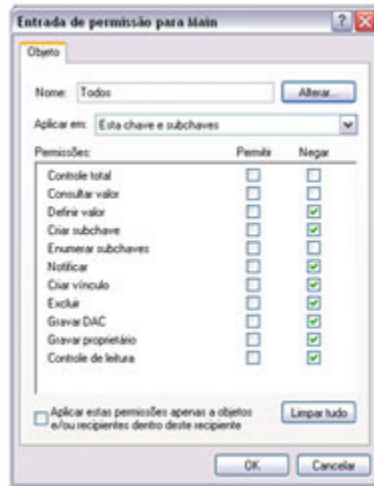 Entrada de permissão para Main
Objeto
Nome: Todos Alterar...
Aplicar em: Esta chave e subchaves
Permissões: Permitir Negar
Controle total
Consultar valor
Definir valor
Criar subchave
Enumerar subchaves
Notificar
Criar vínculo
Excluir
Gravar DAC
Gravar proprietário
Controle de leitura
Aplicar estas permissões apenas a objetos
e/ou recipientes dentro deste recipiente
Limpar tudo
OK Cancelar